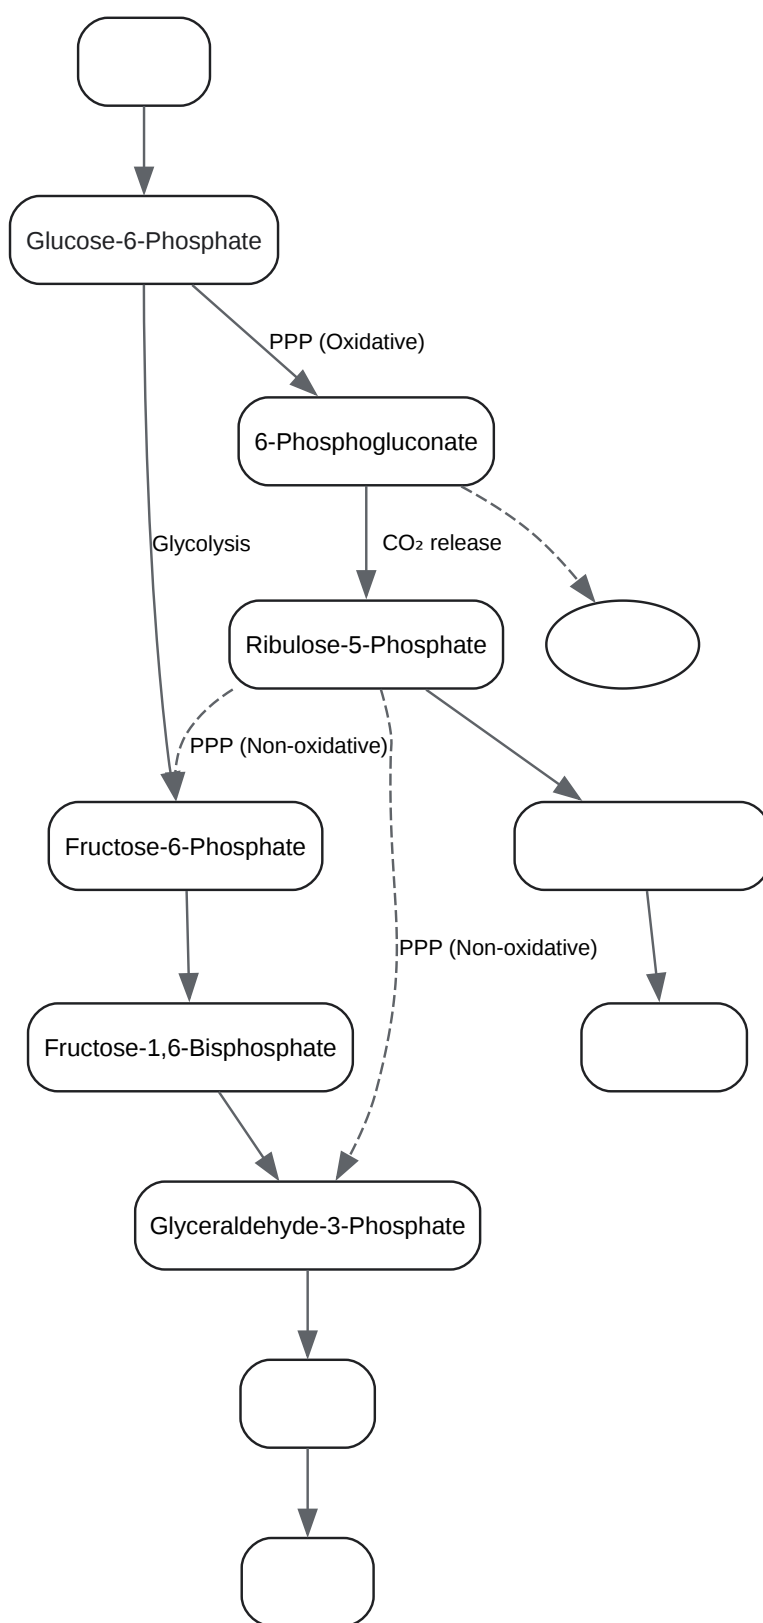 Glucose-6-Phosphate
PPP (Oxidative)
6-Phosphogluconate
Glycolysis
CO₂ release
Ribulose-5-Phosphate
PPP (Non-oxidative)
Fructose-6-Phosphate
PPP (Non-oxidative)
Fructose-1,6-Bisphosphate
Glyceraldehyde-3-Phosphate